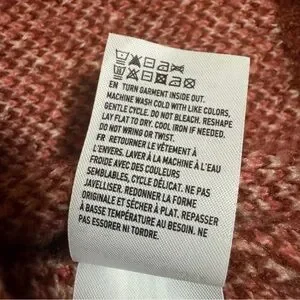 EN TURN GARMENT INSIDE OUT.
MACHINE WASH COLD WITH LIKE COLORS,
GENTLE CYCLE. DO NOT BLEACH. RESHAPE
LAY FLAT TO DRY. COOL IRON IF NEEDED.
DO NOT WRING OR TWIST.
FR RETOURNER LE VÊTEMENT À
L'ENVERS. LAVER À LA MACHINE À L'EAU
FROIDE AVEC DES COULEURS
SEMBLABLES, CYCLE DÉLICAT. NE PAS
JAVELLISER. REDONNER LA FORME
ORIGINALE ET SÉCHER À PLAT. REPASSER
À BASSE TEMPÉRATURE AU BESOIN. NE
PAS ESSORER NI TORDRE.